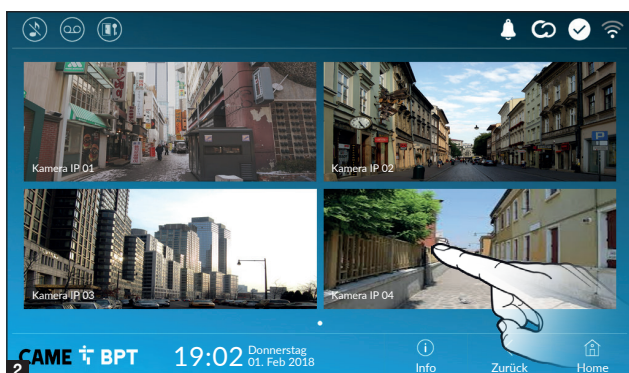 Kamera IP 01
Kamera IP 02
Kamera IP 03
Kamera IP 04
CAME BPT
19:02
Donnerstag
01. Feb 2018
Info
Zurück
Home
2
P